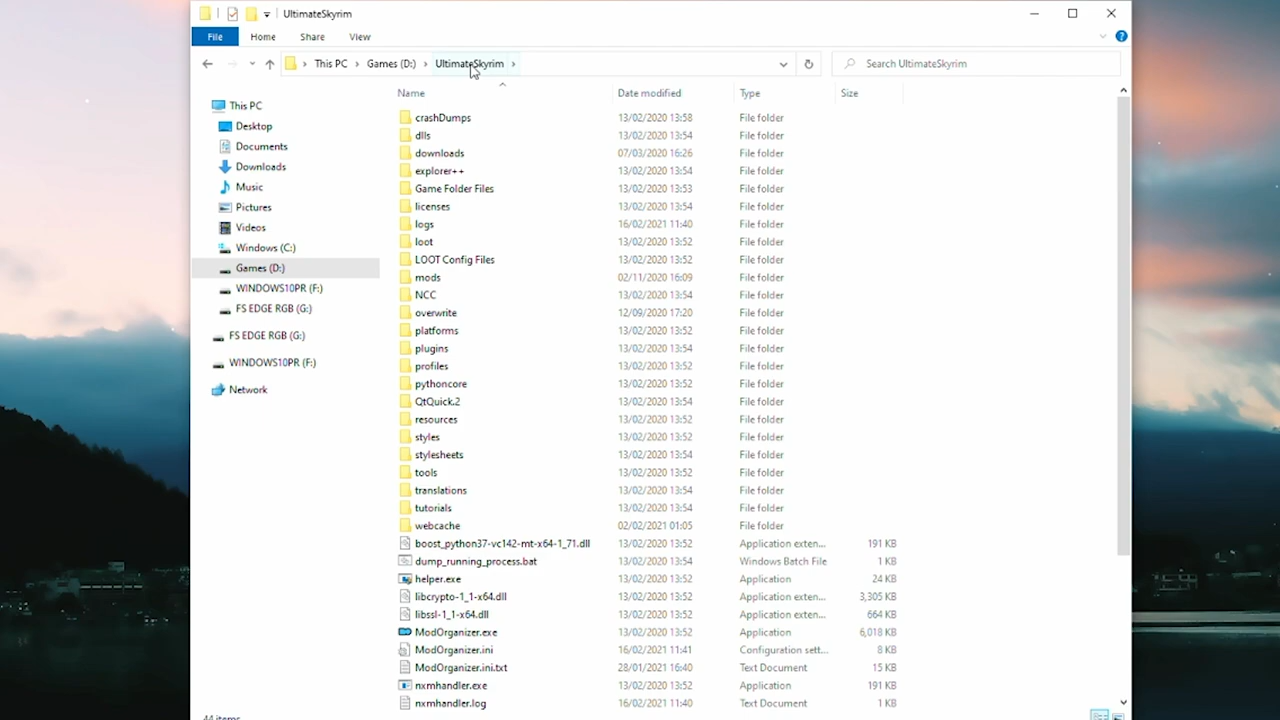 UltimateSkyrim
File Home Share View
This PC Games (D:) UltimateSkyrim Search UltimateSkyrim
Name Date modified Type Size
This PC
Desktop
Documents
Downloads
Music
Pictures
Videos
Windows (C:)
Games (D:)
WINDOWS10PR (F:)
FS EDGE RGB (G:)
FS EDGE RGB (G:)
WINDOWS10PR (F:)
Network
crashDumps 13/02/2020 13:58 File folder
dlls 13/02/2020 13:54 File folder
downloads 07/03/2020 16:26 File folder
explorer++ 13/02/2020 13:54 File folder
Game Folder Files 13/02/2020 13:53 File folder
licenses 13/02/2020 13:54 File folder
logs 16/02/2021 11:40 File folder
loot 13/02/2020 13:52 File folder
LOOT Config Files 13/02/2020 13:52 File folder
mods 02/11/2020 16:09 File folder
NCC 13/02/2020 13:54 File folder
overwrite 12/09/2020 17:20 File folder
platforms 13/02/2020 13:52 File folder
plugins 13/02/2020 13:54 File folder
profiles 13/02/2020 13:52 File folder
pythoncore 13/02/2020 13:52 File folder
QtQuick.2 13/02/2020 13:54 File folder
resources 13/02/2020 13:52 File folder
styles 13/02/2020 13:52 File folder
stylesheets 13/02/2020 13:54 File folder
tools 13/02/2020 13:52 File folder
translations 13/02/2020 13:54 File folder
tutorials 13/02/2020 13:54 File folder
webcache 02/02/2021 01:05 File folder
boost_python37-vc142-mt-x64-1_71.dll 13/02/2020 13:52 Application exten... 191 KB
dump_running_process.bat 13/02/2020 13:54 Windows Batch File 1 KB
helper.exe 13/02/2020 13:52 Application 24 KB
libcrypto-1_1-x64.dll 13/02/2020 13:52 Application exten... 3,305 KB
libssl-1_1-x64.dll 13/02/2020 13:52 Application exten... 664 KB
ModOrganizer.exe 13/02/2020 13:52 Application 6,018 KB
ModOrganizer.ini 16/02/2021 11:41 Configuration sett... 8 KB
ModOrganizer.ini.txt 28/01/2021 16:40 Text Document 15 KB
nxmhandler.exe 13/02/2020 13:52 Application 191 KB
nxmhandler.log 16/02/2021 11:40 Text Document 1 KB
44 items